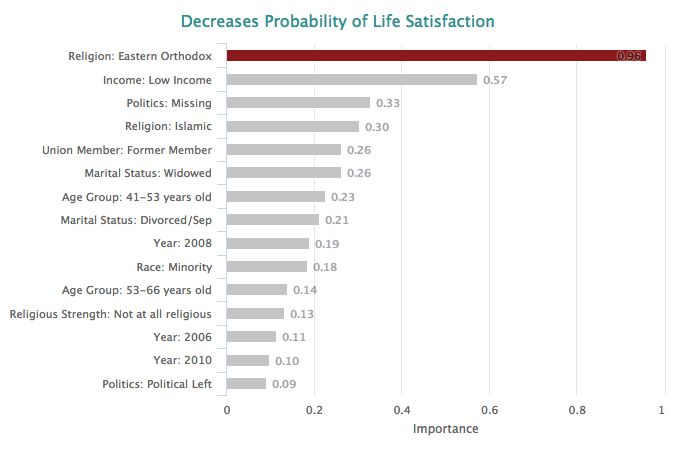 Decreases Probability of Life Satisfaction
Religion: Eastern Orthodox 0.96
Income: Low Income 0.57
Politics: Missing 0.33
Religion: Islamic 0.30
Union Member: Former Member 0.26
Marital Status: Widowed 0.26
Age Group: 41-53 years old 0.23
Marital Status: Divorced/Sep 0.21
Year: 2008 0.19
Race: Minority 0.18
Age Group: 53-66 years old 0.14
Religious Strength: Not at all religious 0.13
Year: 2006 0.11
Year: 2010 0.10
Politics: Political Left 0.09
0 0.2 0.4 0.6 0.8 1
Importance